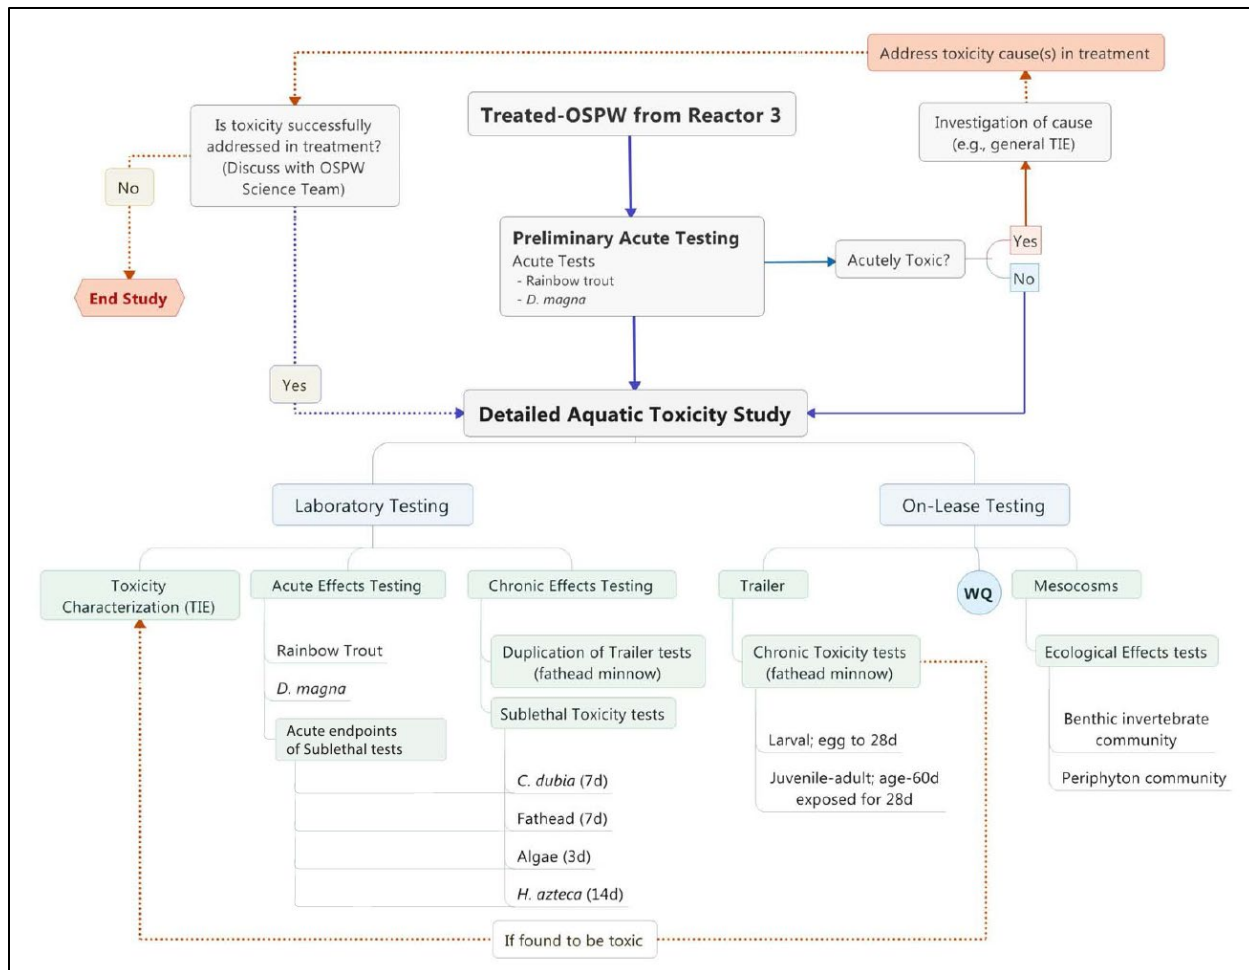 Address toxicity cause(s) in treatment
Treated-OSPW from Reactor 3
Is toxicity successfully
addressed in treatment?
(Discuss with OSPW
Science Team)
Investigation of cause
(e.g., general TIE)
No
Preliminary Acute Testing
Acute Tests
- Rainbow trout
- D. magna
Acutely Toxic?
Yes
No
End Study
Yes
Detailed Aquatic Toxicity Study
Laboratory Testing
On-Lease Testing
Toxicity
Characterization (TIE)
Acute Effects Testing
Rainbow Trout
D. magna
Acute endpoints
of Sublethal tests
Chronic Effects Testing
Duplication of Trailer tests
(fathead minnow)
Sublethal Toxicity tests
C. dubia (7d)
Fathead (7d)
Algae (3d)
H. azteca (14d)
Trailer
Chronic Toxicity tests
(fathead minnow)
Larval; egg to 28d
Juvenile-adult; age-60d
exposed for 28d
WQ
Mesocosms
Ecological Effects tests
Benthic invertebrate
community
Periphyton community
If found to be toxic